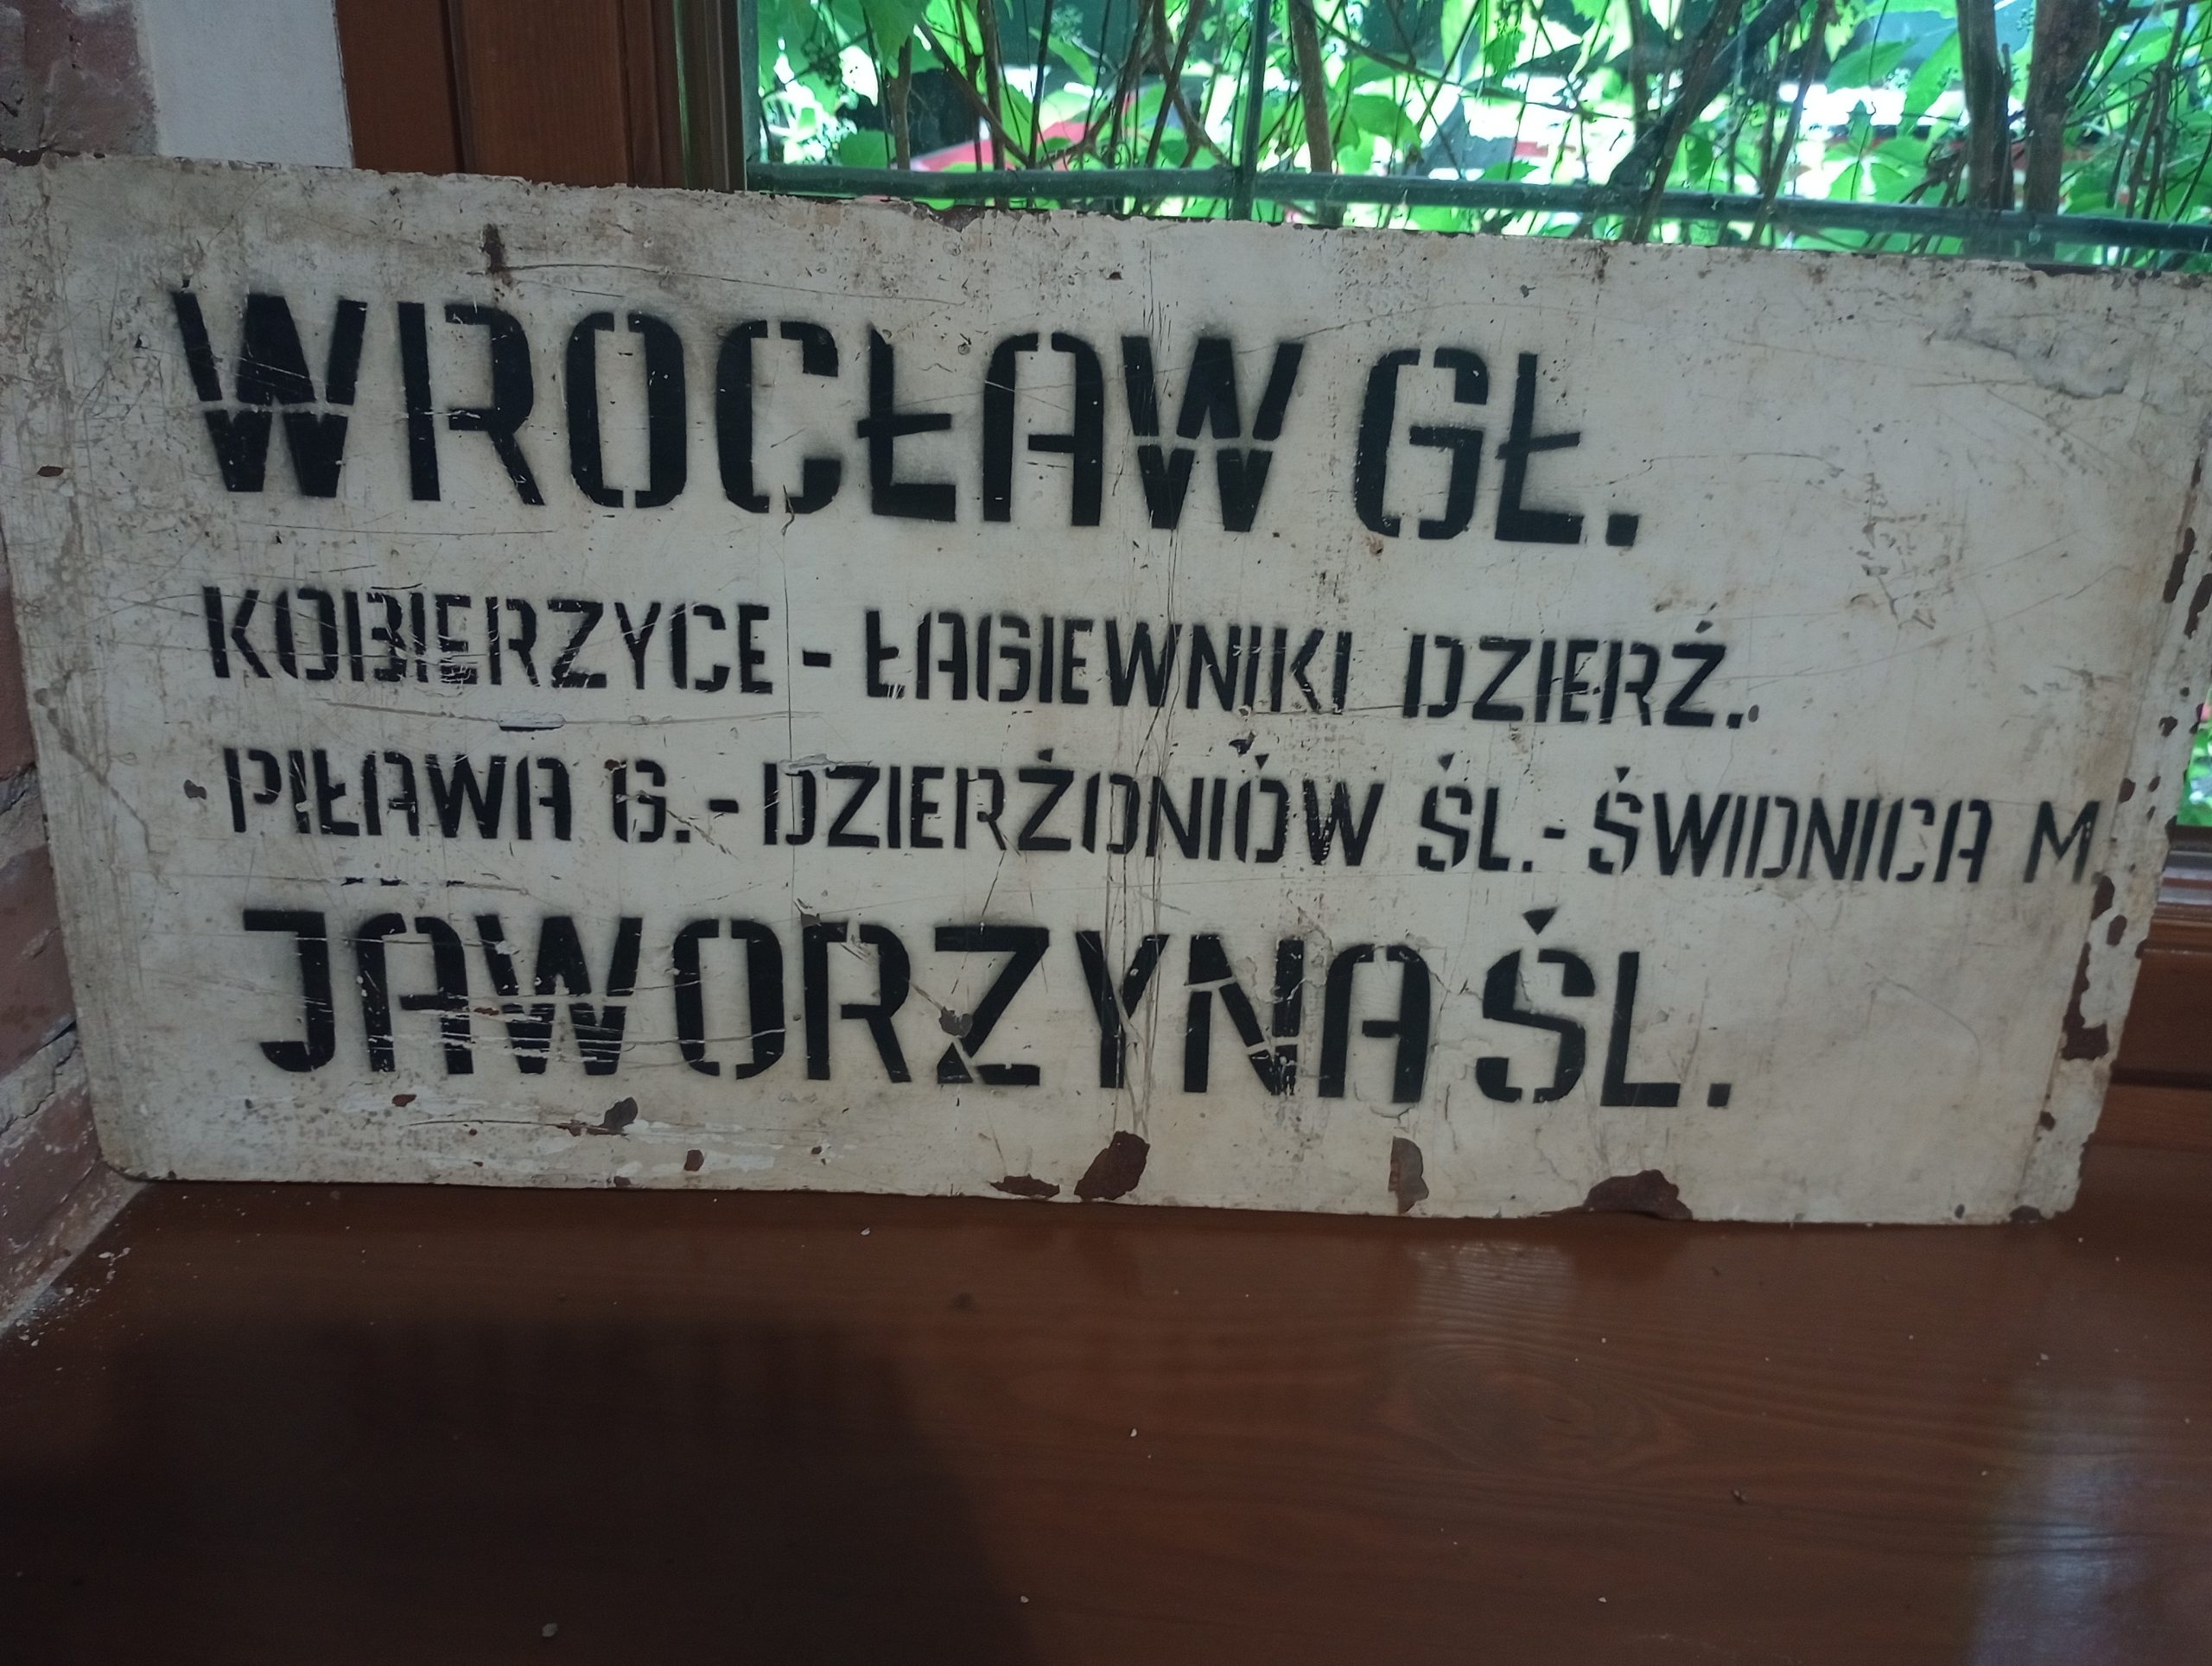 WROCŁAW GŁ.
KOBIERZYCE - ŁAGIEWNIKI DZIERŻ.
PIŁAWA G. - DZIERŻONIÓW ŚL. - ŚWIDNICA M.
JAWORZYNA ŚL.